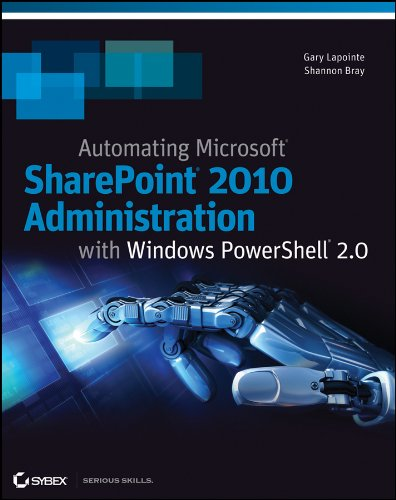 Gary Lapointe
Shannon Bray
Automating Microsoft®
SharePoint® 2010
Administration
with Windows PowerShell® 2.0
SYBEX SERIOUS SKILLS.